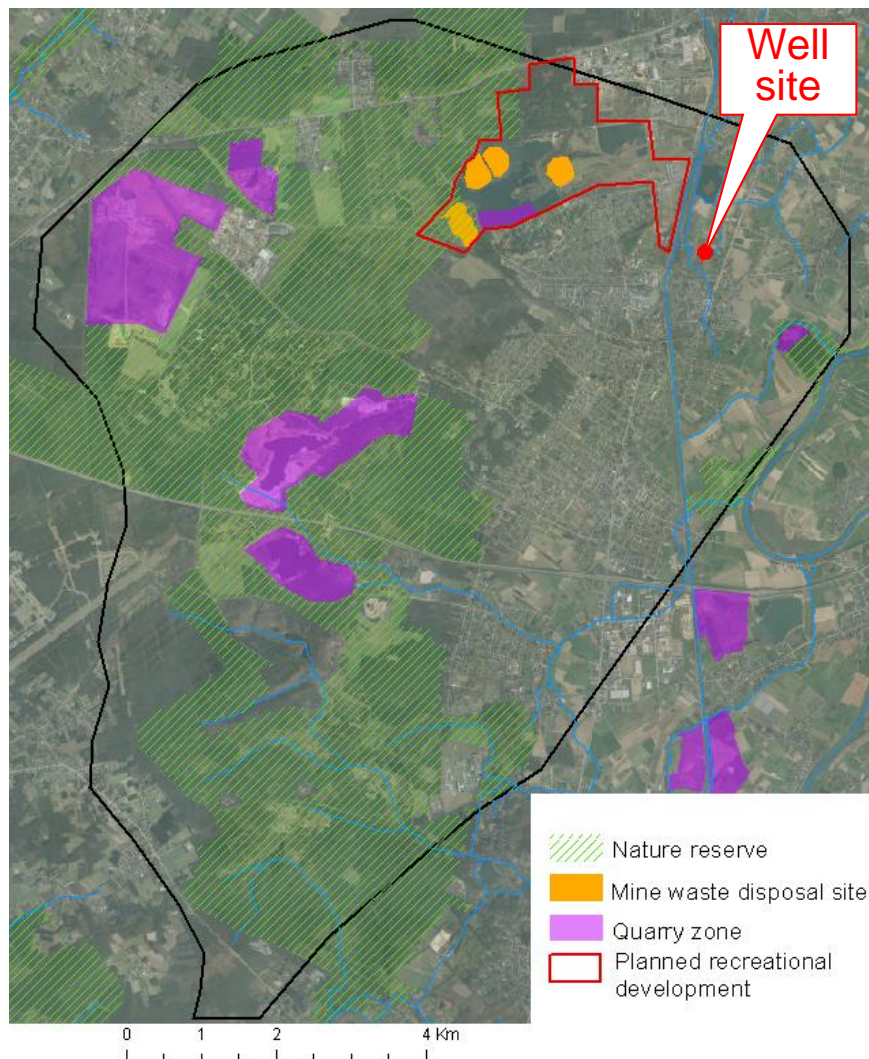 Well
site
Nature reserve
Mine waste disposal site
Quarry zone
Planned recreational
development
0 1 2 4 Km